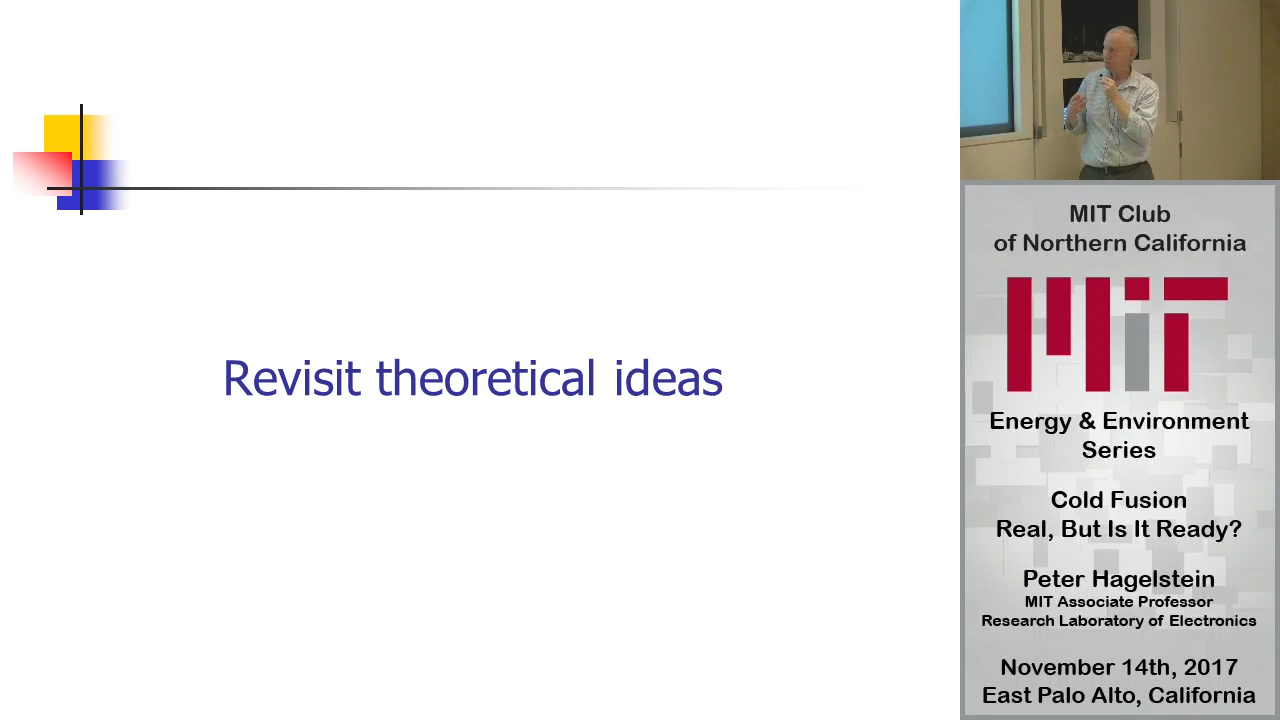 Revisit theoretical ideas
MIT Club
of Northern California
MIT
Energy & Environment
Series
Cold Fusion
Real, But Is It Ready?
Peter Hagelstein
MIT Associate Professor
Research Laboratory of Electronics
November 14th, 2017
East Palo Alto, California